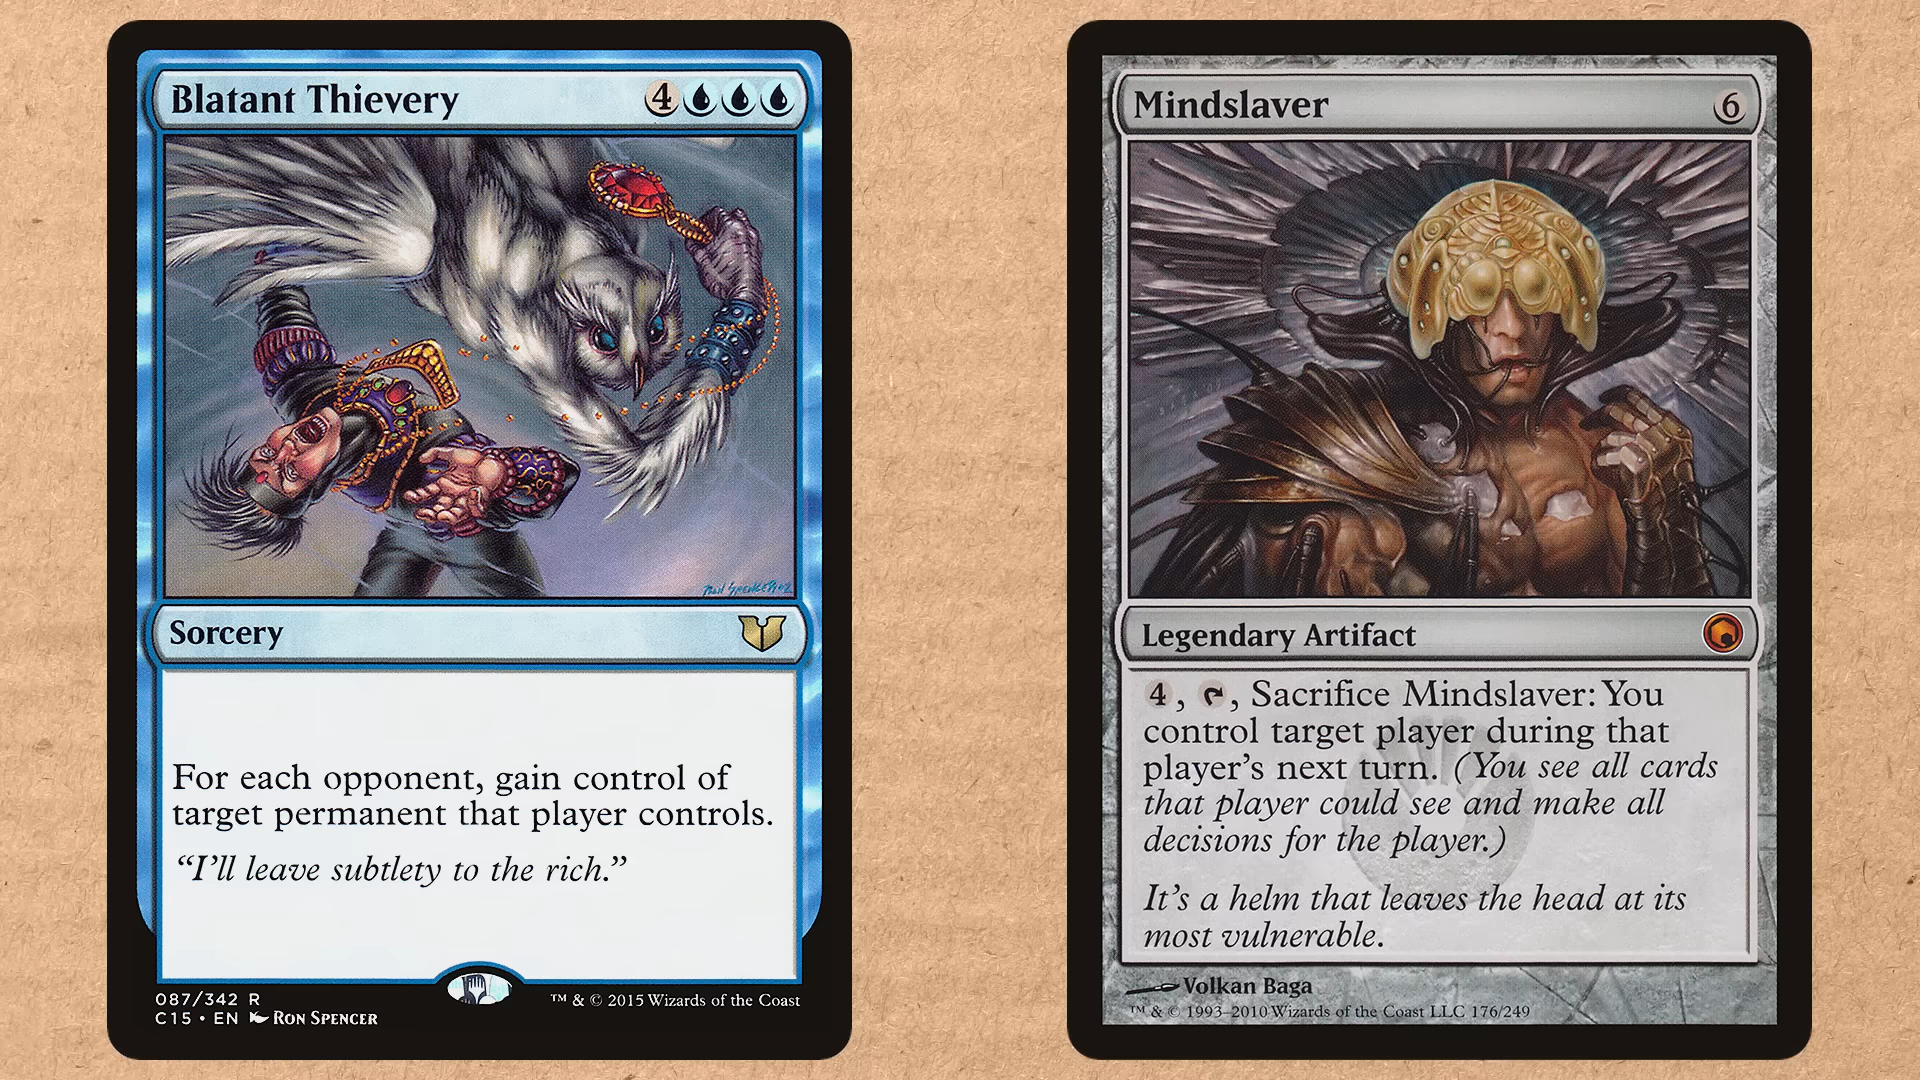 Blatant Thievery
4
Sorcery
For each opponent, gain control of
target permanent that player controls.
“I’ll leave subtlety to the rich.”
087/342 R
C15 • EN Ron Spencer
™ & © 2015 Wizards of the Coast
Mindslaver
6
Legendary Artifact
4, , Sacrifice Mindslaver: You
control target player during that
player’s next turn. (You see all cards
that player could see and make all
decisions for the player.)
It’s a helm that leaves the head at its
most vulnerable.
Volkan Baga
™ & © 1993–2010 Wizards of the Coast LLC 176/249